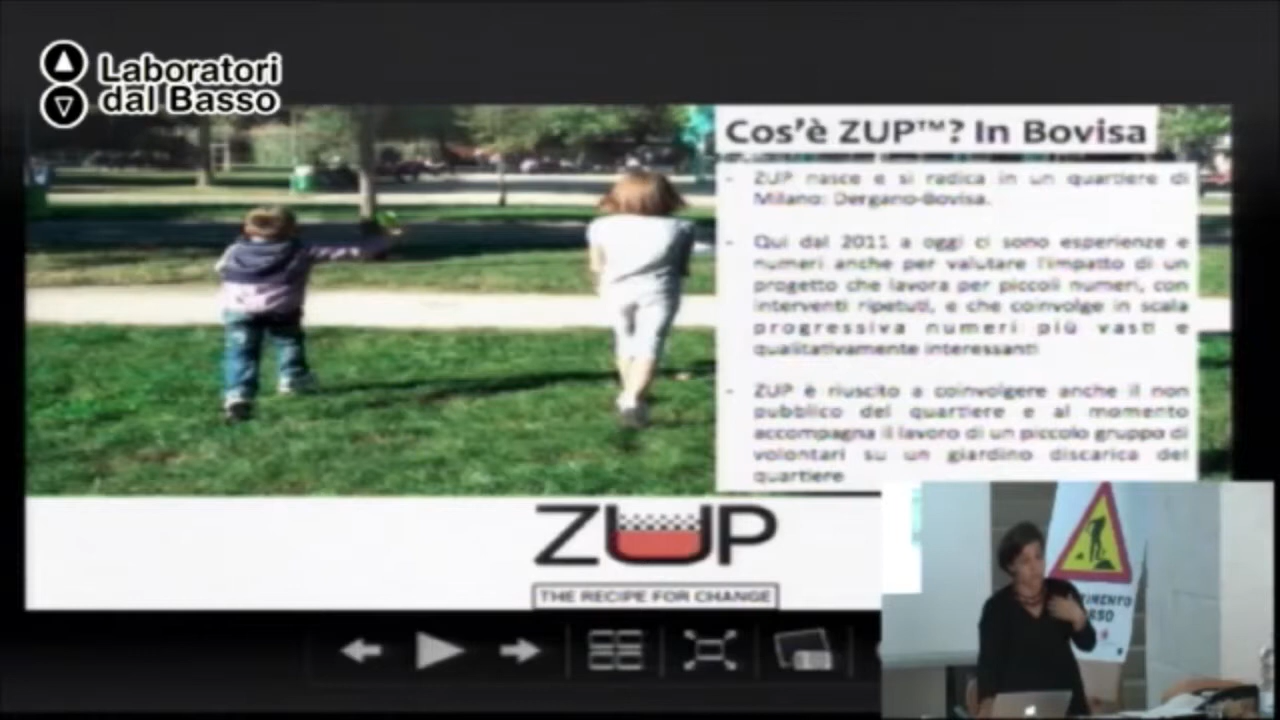 Laboratori
dal Basso
Cos'è ZUP™? In Bovisa
- ZUP nasce e si radica in un quartiere di
Milano: Dergano-Bovisa.
- Qui dal 2011 a oggi ci sono esperienze e
numeri anche per valutare l'impatto di un
progetto che lavora per piccoli numeri, con
interventi ripetuti, e che coinvolge in scala
progressiva numeri più vasti e
qualitativamente interessanti
- ZUP è riuscito a coinvolgere anche il non
pubblico del quartiere e al momento
accompagna il lavoro di un piccolo gruppo di
volontari su un giardino discarica del
quartiere
ZUP
THE RECIPE FOR CHANGE